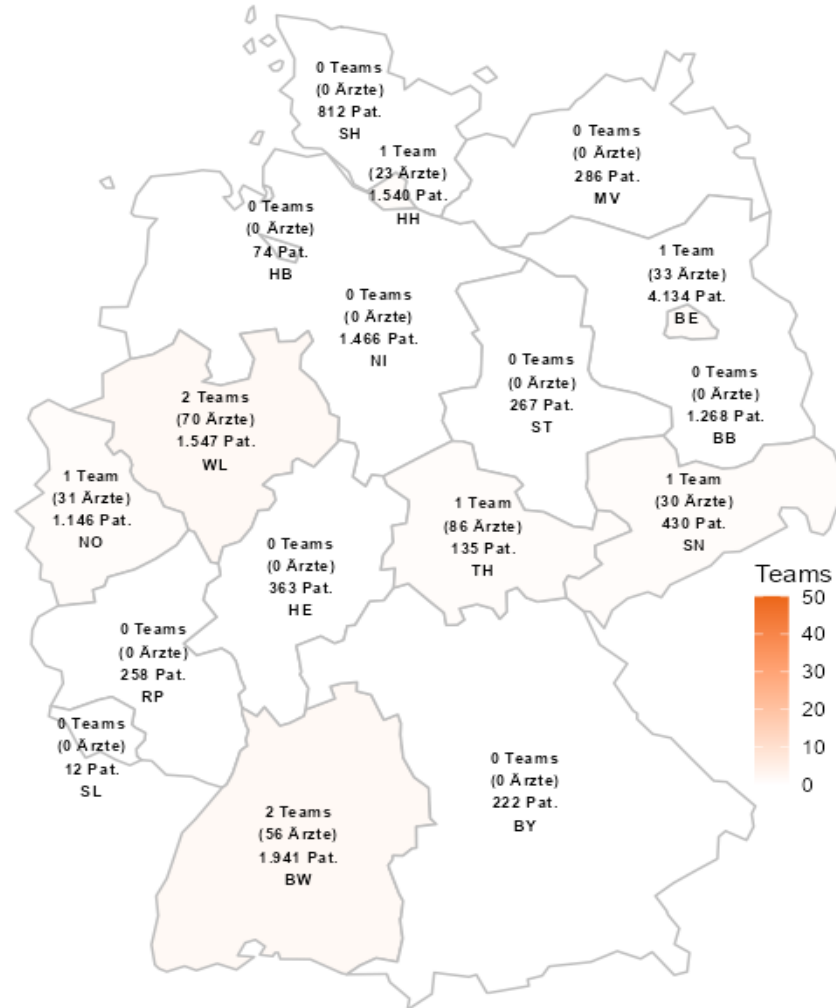 0 Teams
(0 Ärzte)
812 Pat.
SH
1 Team
(23 Ärzte)
1.540 Pat.
HH
0 Teams
(0 Ärzte)
286 Pat.
MV
0 Teams
(0 Ärzte)
74 Pat.
HB
1 Team
(33 Ärzte)
4.134 Pat.
BE
0 Teams
(0 Ärzte)
1.466 Pat.
NI
0 Teams
(0 Ärzte)
267 Pat.
ST
0 Teams
(0 Ärzte)
1.268 Pat.
BB
2 Teams
(70 Ärzte)
1.547 Pat.
WL
1 Team
(31 Ärzte)
1.146 Pat.
NO
1 Team
(86 Ärzte)
135 Pat.
TH
1 Team
(30 Ärzte)
430 Pat.
SN
0 Teams
(0 Ärzte)
363 Pat.
HE
0 Teams
(0 Ärzte)
258 Pat.
RP
0 Teams
(0 Ärzte)
12 Pat.
SL
2 Teams
(56 Ärzte)
1.941 Pat.
BW
0 Teams
(0 Ärzte)
222 Pat.
BY
Teams
50
40
30
20
10
0